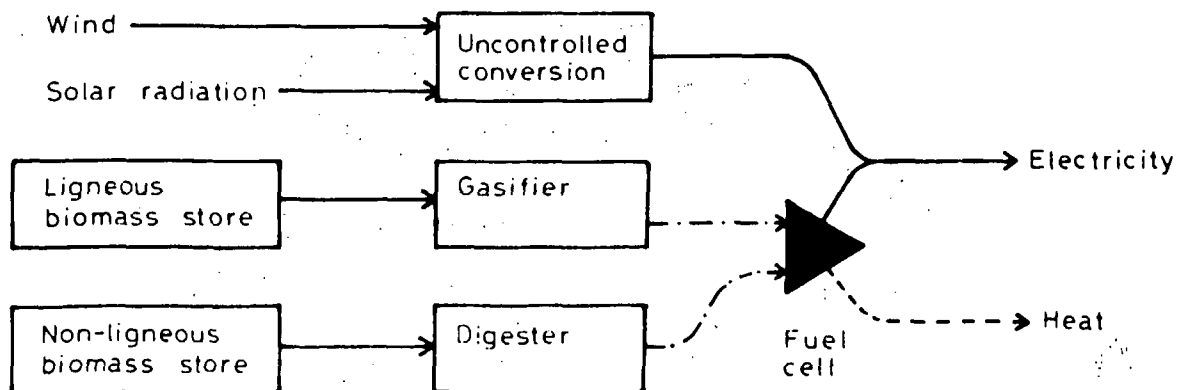 Wind
Solar radiation
Uncontrolled
conversion
Electricity
Ligneous
biomass store
Gasifier
Non-ligneous
biomass store
Digester
Fuel
cell
Heat